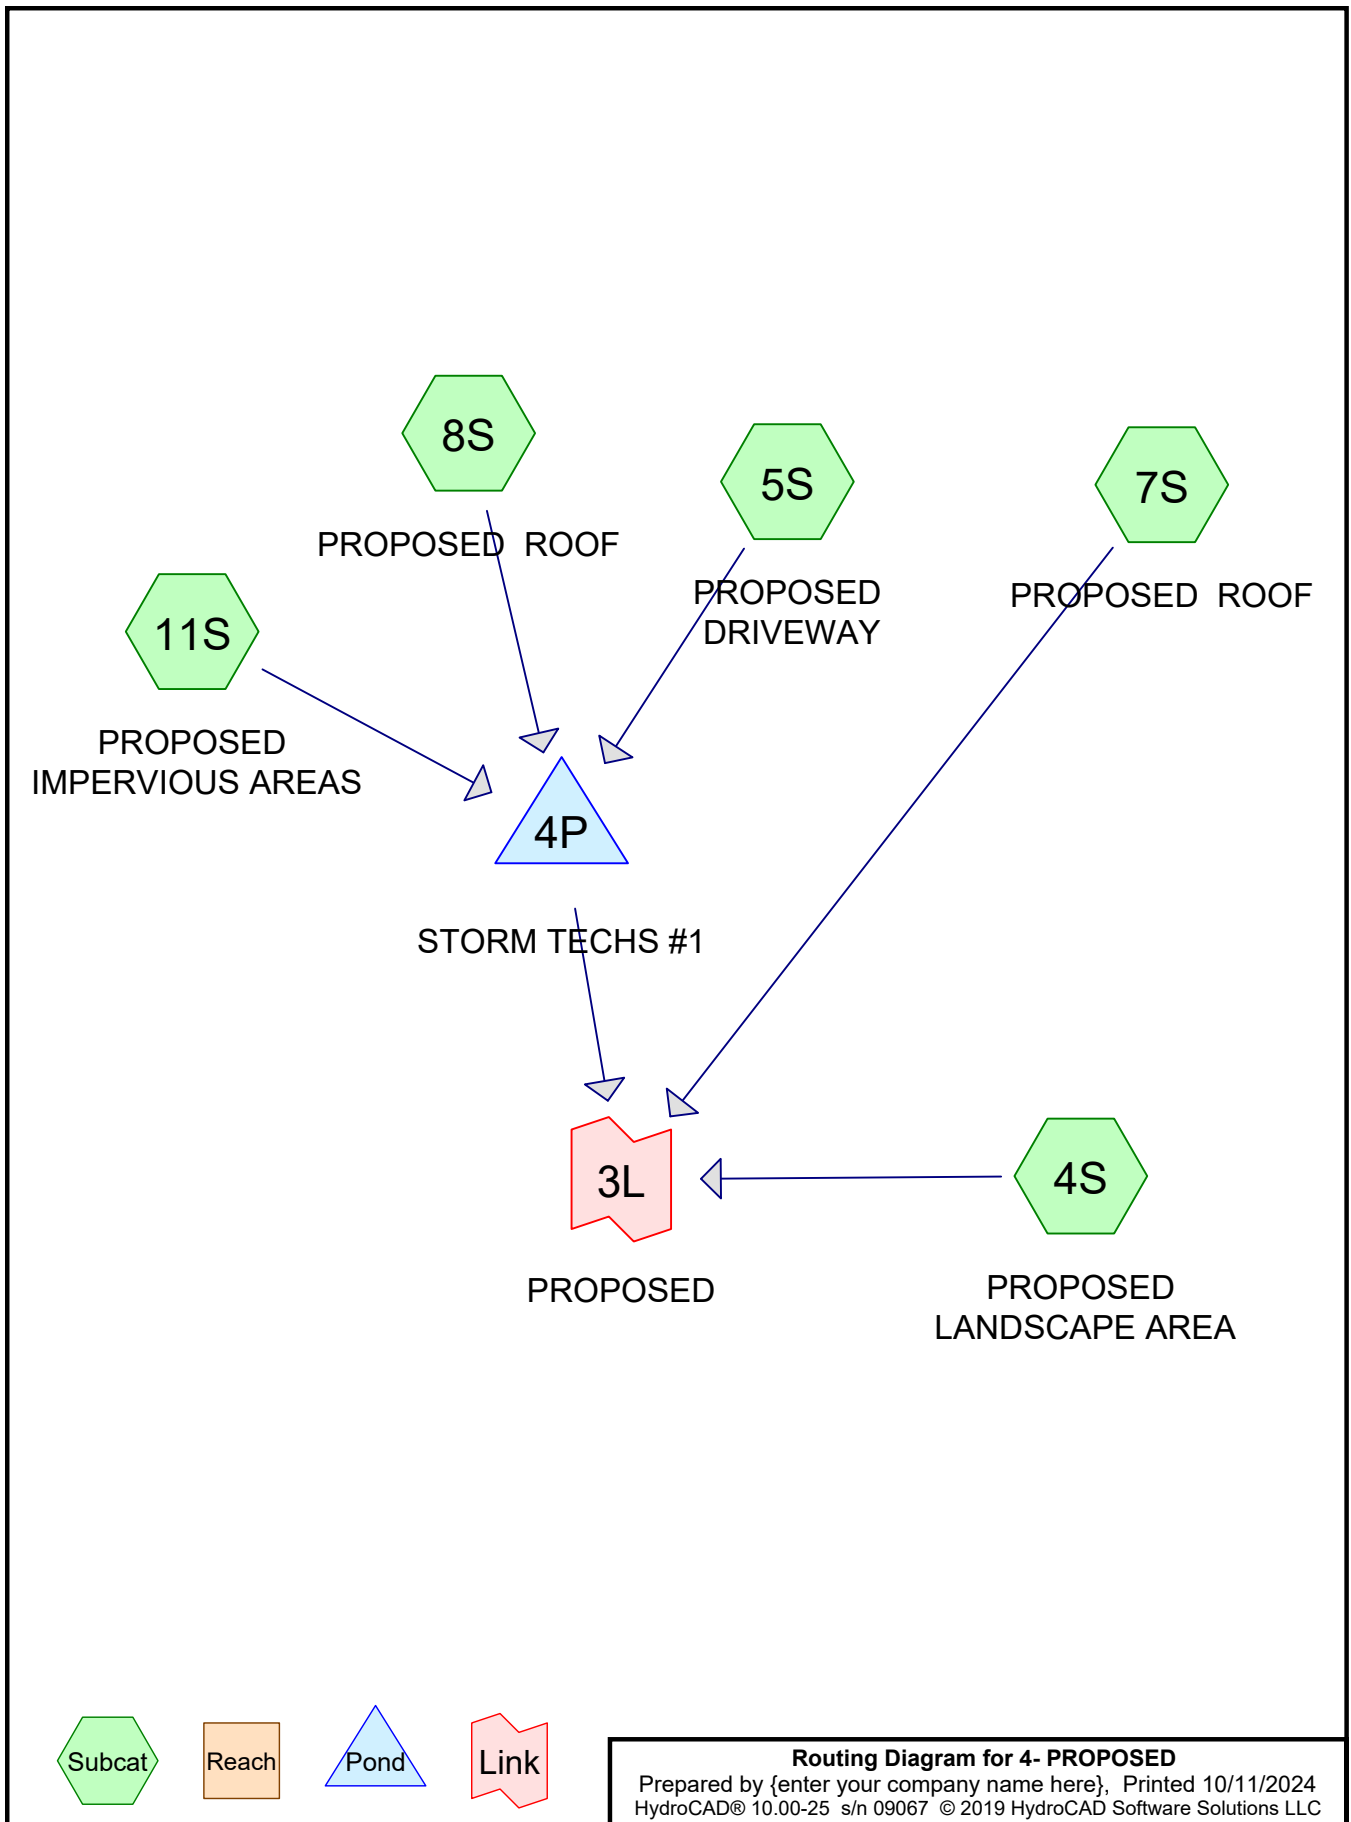 8S
PROPOSED  ROOF
5S
PROPOSED
DRIVEWAY
7S
PROPOSED  ROOF
11S
PROPOSED
IMPERVIOUS AREAS
4P
STORM TECHS #1
3L
PROPOSED
4S
PROPOSED
LANDSCAPE AREA
Subcat
Reach
Pond
Link
Routing Diagram for 4- PROPOSED
Prepared by {enter your company name here},  Printed 10/11/2024
HydroCAD® 10.00-25  s/n 09067  © 2019 HydroCAD Software Solutions LLC